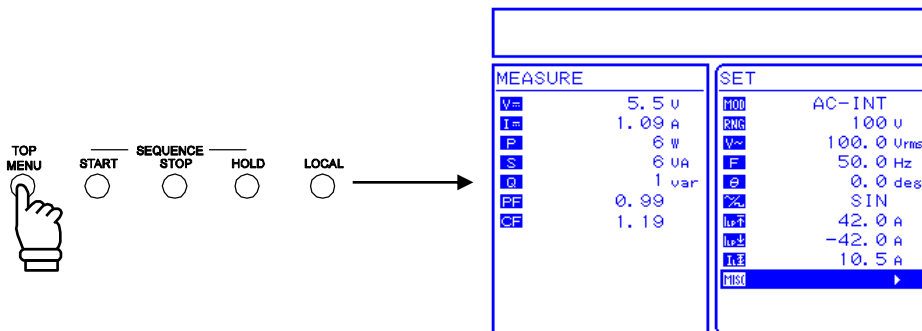 TOP MENU
SEQUENCE
START STOP HOLD LOCAL
MEASURE
V= 5.5 V
I= 1.09 A
P 6 W
S 6 VA
Q 1 var
PF 0.99
CF 1.19
SET
MOD AC-INT
RNG 100 V
V~ 100.0 Vrms
F 50.0 Hz
θ 0.0 deg
SIN
42.0 A
-42.0 A
10.5 A
MISC